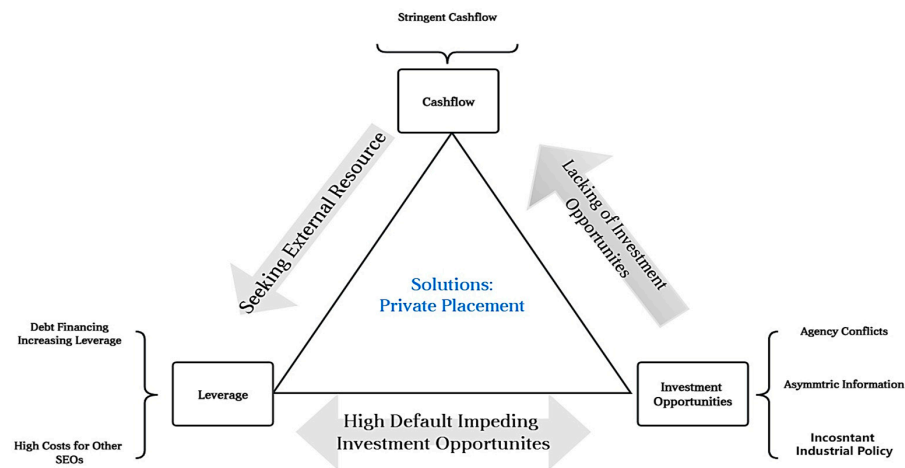 Stringent Cashflow
Cashflow
Seeking External Resource
Lacking of Investment
Opportunites
Solutions:
Private Placement
Debt Financing
Increasing Leverage
High Costs for Other
SEOs
Leverage
High Default Impeding
Investment Opportunites
Investment
Opportunities
Agency Conflicts
Asymmtric Information
Incosntant
Industrial Policy